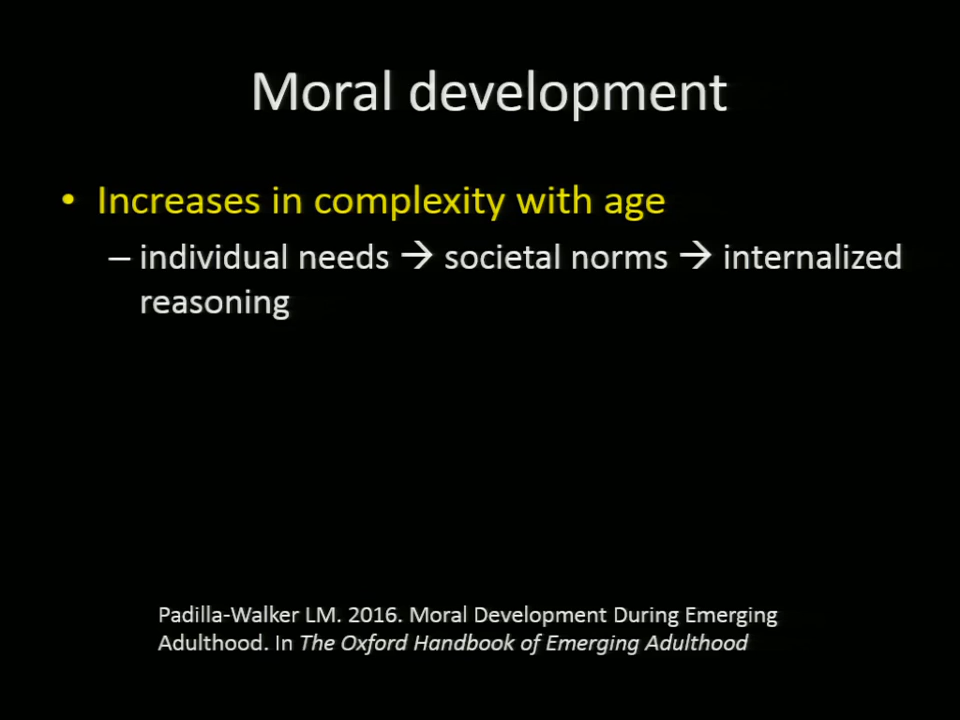 Moral development
• Increases in complexity with age
– individual needs → societal norms → internalized
reasoning
Padilla-Walker LM. 2016. Moral Development During Emerging
Adulthood. In The Oxford Handbook of Emerging Adulthood